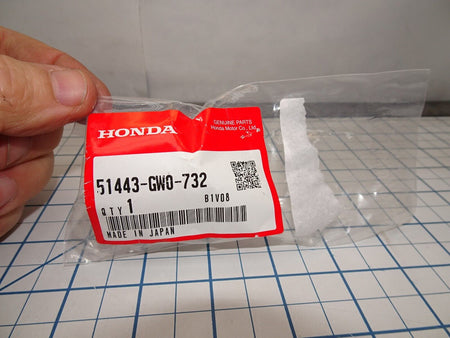 HONDA
GENUINE PARTS
Honda Motor Co., Ltd.
51443-GW0-732
B1V08
QTY 1
MADE IN JAPAN